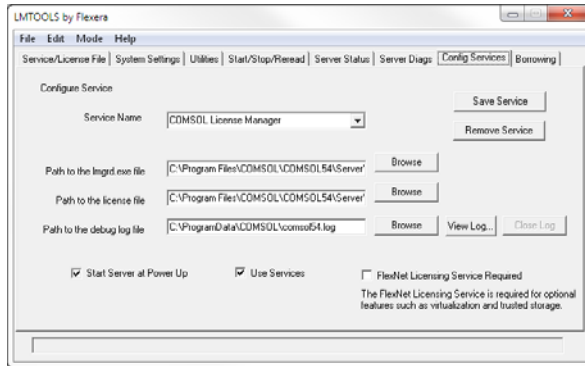 LMTOOLS by Flexera
File Edit Mode Help
Service/License File System Settings Utilities Start/Stop/Reread Server Status Server Diags Config Services Borrowing
Configure Service
Save Service
Service Name COMSOL License Manager
Remove Service
Path to the lmgrd.exe file C:\Program Files\COMSOL\COMSOL54\Server\ Browse
Path to the license file C:\Program Files\COMSOL\COMSOL54\Server\ Browse
Path to the debug log file C:\ProgramData\COMSOL\comsol54.log Browse View Log... Close Log
Start Server at Power Up Use Services FlexNet Licensing Service Required
The FlexNet Licensing Service is required for optional
features such as virtualization and trusted storage.